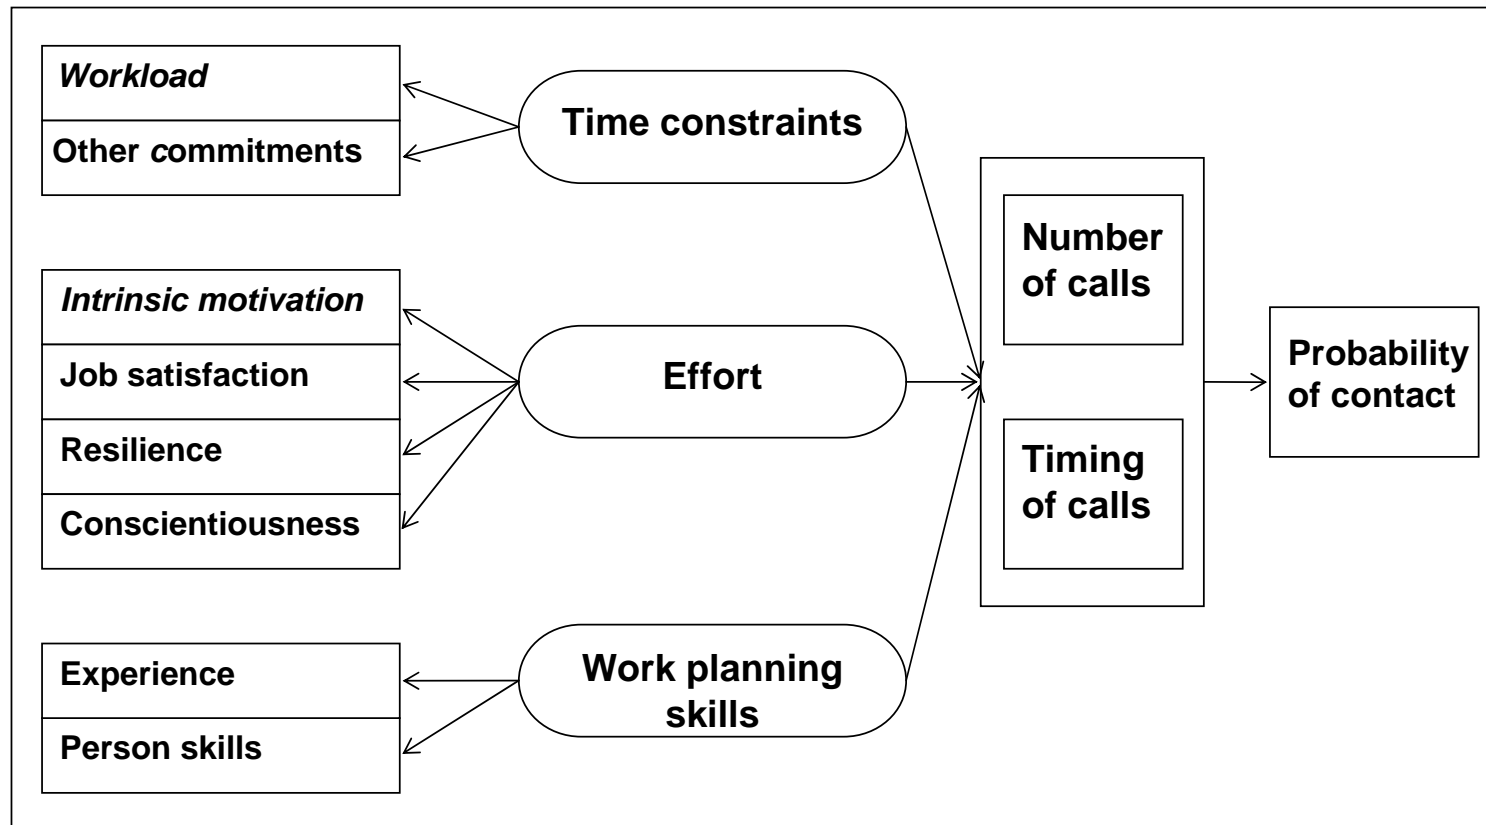 Workload
Other commitments
Time constraints
Intrinsic motivation
Job satisfaction
Resilience
Conscientiousness
Effort
Experience
Person skills
Work planning
skills
Number
of calls
Timing
of calls
Probability
of contact